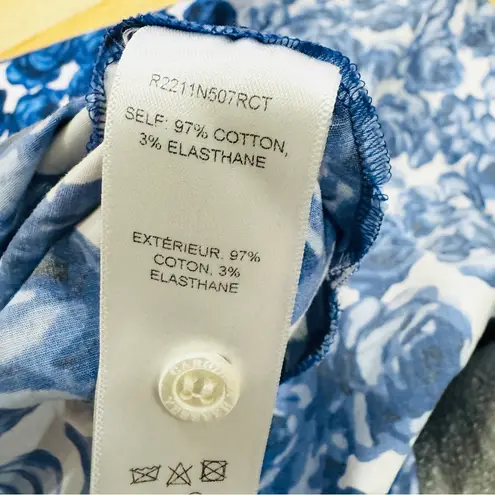 R2211N507RCT
SELF: 97% COTTON,
3% ELASTHANE
EXTÉRIEUR: 97%
COTON, 3%
ELASTHANE